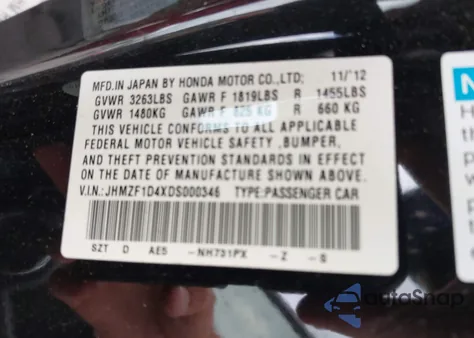 MFD.IN JAPAN BY HONDA MOTOR CO.,LTD; 11/'12
GVWR 3263LBS GAWR F 1819LBS R 1455LBS
GVWR 1480KG GAWR F 825 KG R 660 KG
THIS VEHICLE CONFORMS TO ALL APPLICABLE
FEDERAL MOTOR VEHICLE SAFETY ,BUMPER,
AND THEFT PREVENTION STANDARDS IN EFFECT
ON THE DATE OF MANUFACTURE SHOWN ABOVE.
V.I.N.: JHMZF1D4XDS000346 TYPE:PASSENGER CAR
SZT D AE5 -NH731PX -Z -S
autoSnap